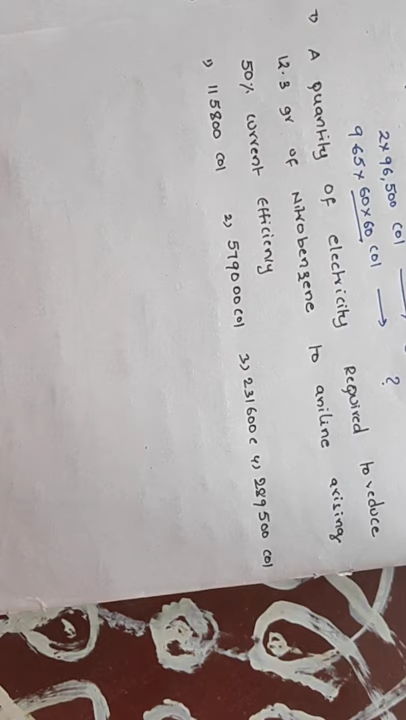 2 × 96,500 col →
9.65 × 60 × 60 col → ?
7) A quantity of electricity Required to reduce
12.3 gr of Nitrobenzene to aniline arising
50% current efficiency
1) 115800 col 2) 579000 col 3) 231600 c 4) 289500 col